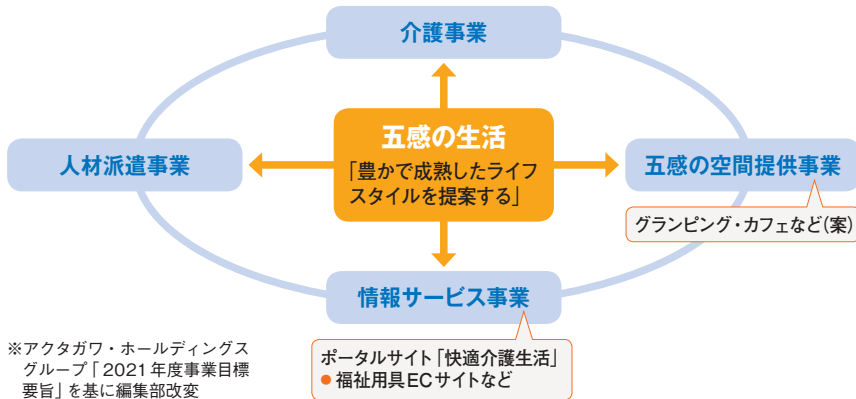 介護事業
五感の生活
「豊かで成熟したライフ
スタイルを提案する」
人材派遣事業
五感の空間提供事業
グランピング・カフェなど(案)
情報サービス事業
ポータルサイト「快適介護生活」
● 福祉用具ECサイトなど
※アクタガワ・ホールディングス
グループ「2021年度事業目標
要旨」を基に編集部改変